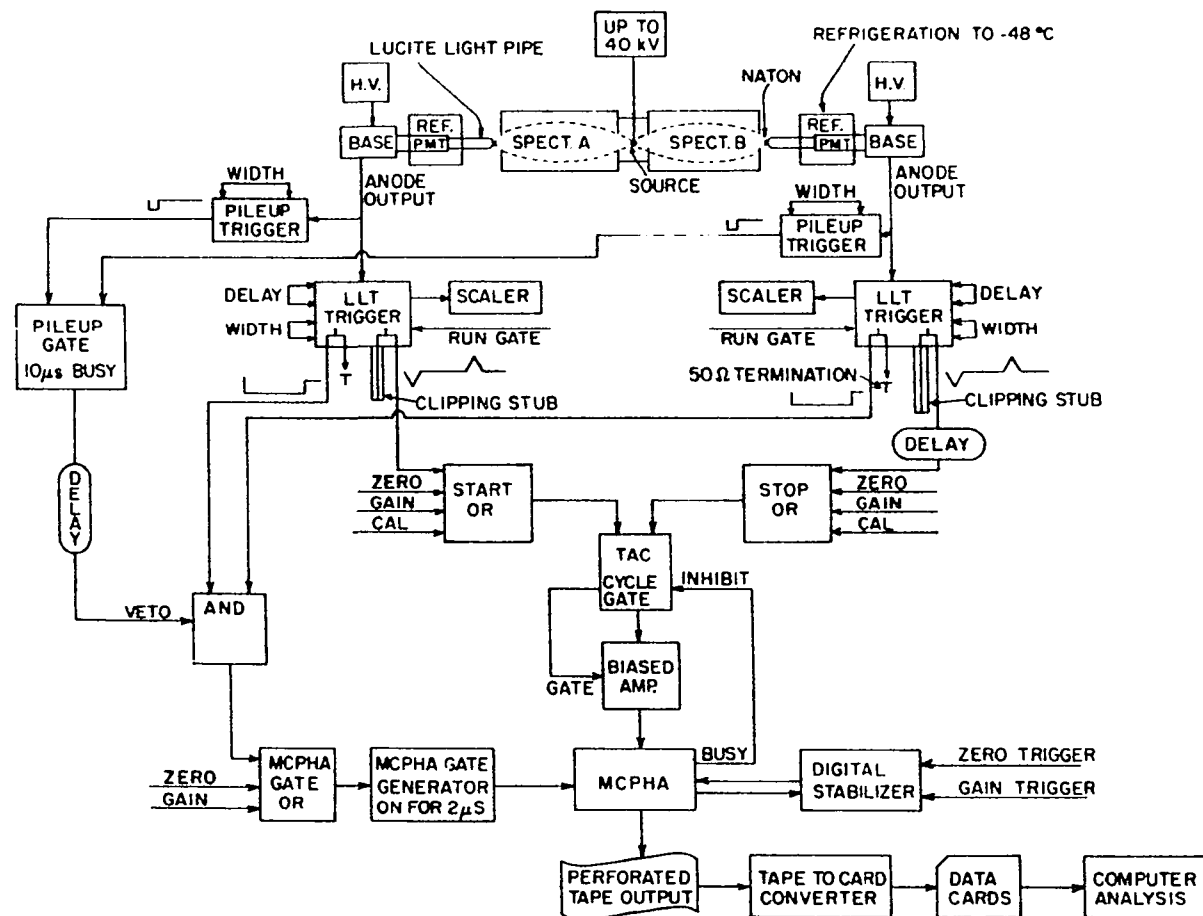 UP TO
40 kV
LUCITE LIGHT PIPE
REFRIGERATION TO -48 °C
H.V.
NATON
H.V.
BASE
REF.
PMT
SPECT. A
SPECT. B
REF.
PMT
BASE
SOURCE
ANODE
OUTPUT
ANODE
OUTPUT
WIDTH
PILEUP
TRIGGER
WIDTH
PILEUP
TRIGGER
DELAY
WIDTH
LLT
TRIGGER
SCALER
RUN GATE
SCALER
RUN GATE
LLT
TRIGGER
DELAY
WIDTH
PILEUP
GATE
10μs BUSY
T
CLIPPING STUB
50 Ω TERMINATION
T
CLIPPING STUB
DELAY
DELAY
ZERO
GAIN
CAL
START
OR
STOP
OR
ZERO
GAIN
CAL
TAC
CYCLE
GATE
INHIBIT
VETO
AND
GATE
BIASED
AMP.
BUSY
ZERO
GAIN
MCPHA
GATE
OR
MCPHA GATE
GENERATOR
ON FOR 2μS
MCPHA
DIGITAL
STABILIZER
ZERO TRIGGER
GAIN TRIGGER
PERFORATED
TAPE OUTPUT
TAPE TO CARD
CONVERTER
DATA
CARDS
COMPUTER
ANALYSIS